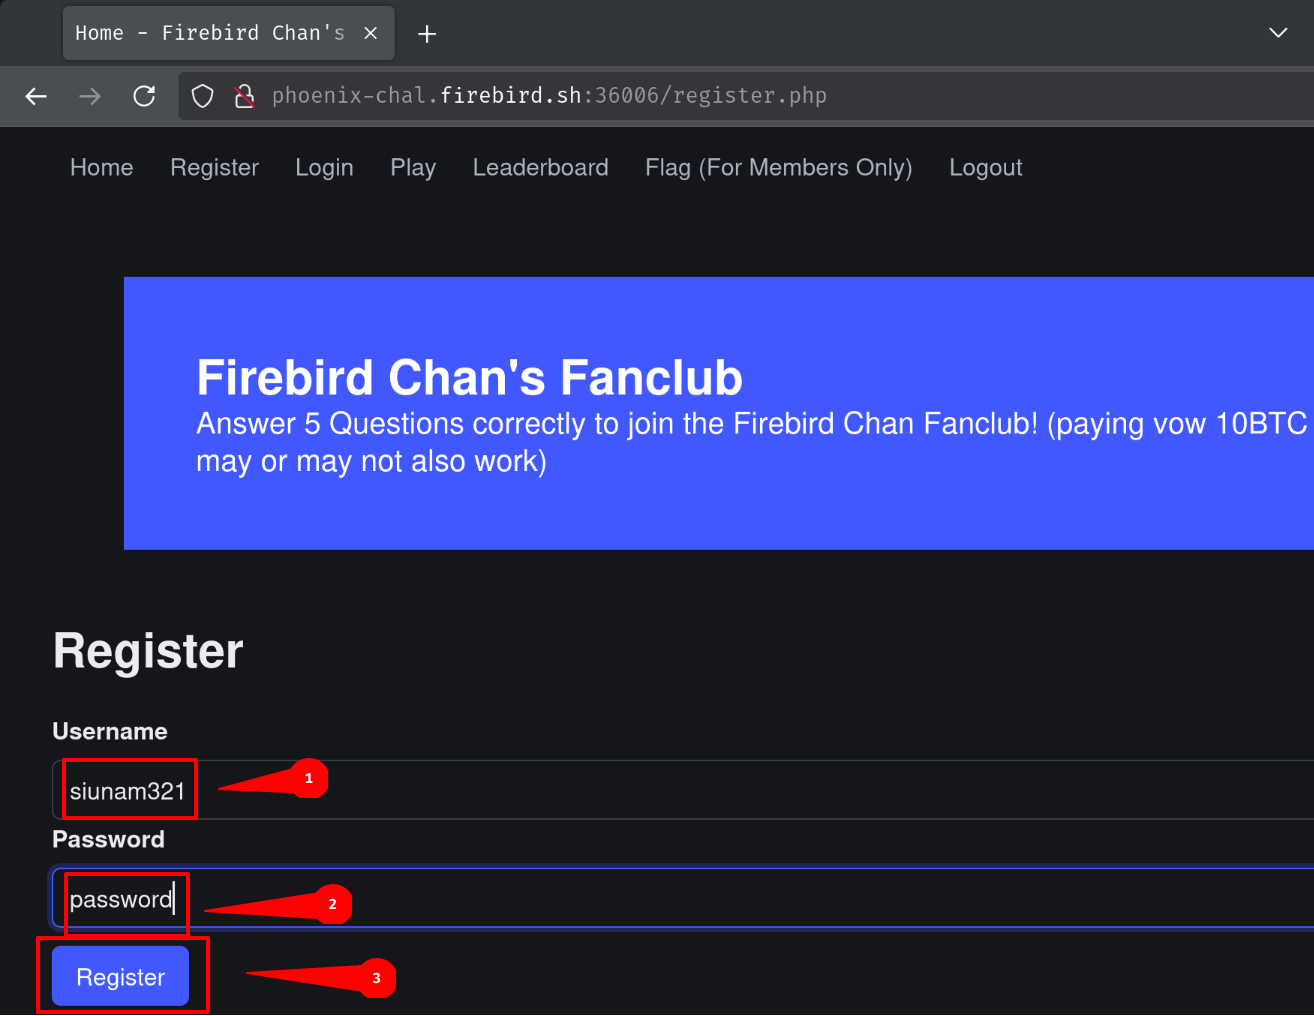 Home - Firebird Chan's
phoenix-chal.firebird.sh:36006/register.php
Home Register Login Play Leaderboard Flag (For Members Only) Logout
Firebird Chan's Fanclub
Answer 5 Questions correctly to join the Firebird Chan Fanclub! (paying vow 10BTC
may or may not also work)
Register
Username
siunam321
1
Password
password
2
Register
3